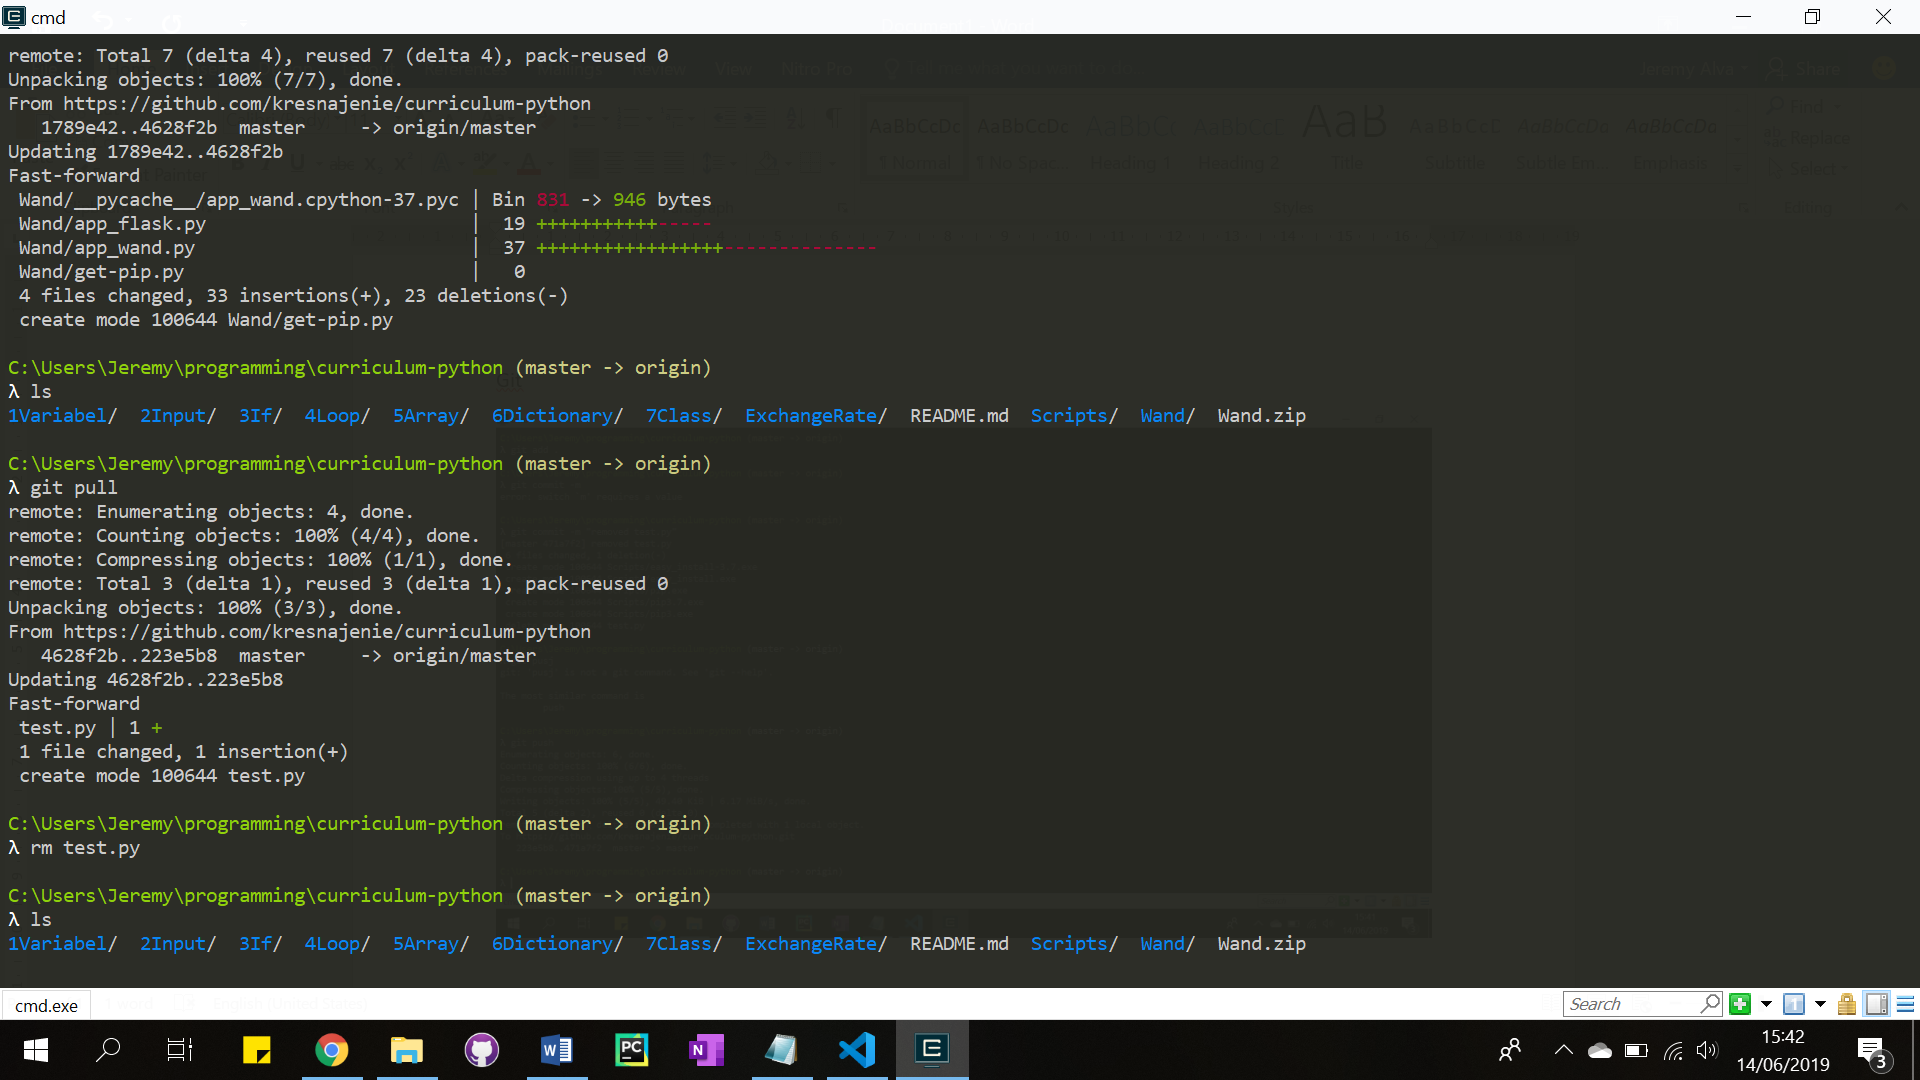 cmd
remote: Total 7 (delta 4), reused 7 (delta 4), pack-reused 0
Unpacking objects: 100% (7/7), done.
From https://github.com/kresnajenie/curriculum-python
1789e42..4628f2b  master     -> origin/master
Updating 1789e42..4628f2b
Fast-forward
Wand/__pycache__/app_wand.cpython-37.pyc | Bin 831 -> 946 bytes
Wand/app_flask.py                        |  19 +++++++++++-----
Wand/app_wand.py                         |  37 +++++++++++++++++--------------
Wand/get-pip.py                          |   0
4 files changed, 33 insertions(+), 23 deletions(-)
create mode 100644 Wand/get-pip.py
C:\Users\Jeremy\programming\curriculum-python (master -> origin)
λ ls
1Variabel/  2Input/  3If/  4Loop/  5Array/  6Dictionary/  7Class/  ExchangeRate/  README.md  Scripts/  Wand/  Wand.zip
C:\Users\Jeremy\programming\curriculum-python (master -> origin)
λ git pull
remote: Enumerating objects: 4, done.
remote: Counting objects: 100% (4/4), done.
remote: Compressing objects: 100% (1/1), done.
remote: Total 3 (delta 1), reused 3 (delta 1), pack-reused 0
Unpacking objects: 100% (3/3), done.
From https://github.com/kresnajenie/curriculum-python
4628f2b..223e5b8  master     -> origin/master
Updating 4628f2b..223e5b8
Fast-forward
test.py | 1 +
1 file changed, 1 insertion(+)
create mode 100644 test.py
C:\Users\Jeremy\programming\curriculum-python (master -> origin)
λ rm test.py
C:\Users\Jeremy\programming\curriculum-python (master -> origin)
λ ls
1Variabel/  2Input/  3If/  4Loop/  5Array/  6Dictionary/  7Class/  ExchangeRate/  README.md  Scripts/  Wand/  Wand.zip
cmd.exe
Search
15:42
14/06/2019
3